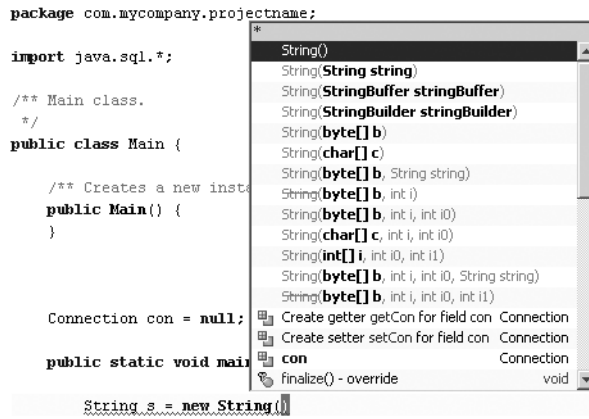 package com.mycompany.projectname;
*
import java.sql.*;
String()
String(String string)
String(StringBuffer stringBuffer)
String(StringBuilder stringBuilder)
String(byte[] b)
String(char[] c)
String(byte[] b, String string)
String(byte[] b, int i)
String(byte[] b, int i, int i0)
String(char[] c, int i, int i0)
String(int[] i, int i0, int i1)
String(byte[] b, int i, int i0, String string)
String(byte[] b, int i, int i0, int i1)
Create getter getCon for field con Connection
Create setter setCon for field con Connection
con Connection
finalize() - override void
/** Main class.
*/
public class Main {
/** Creates a new inst
public Main() {
}
Connection con = null;
public static void mai
String s = new String()